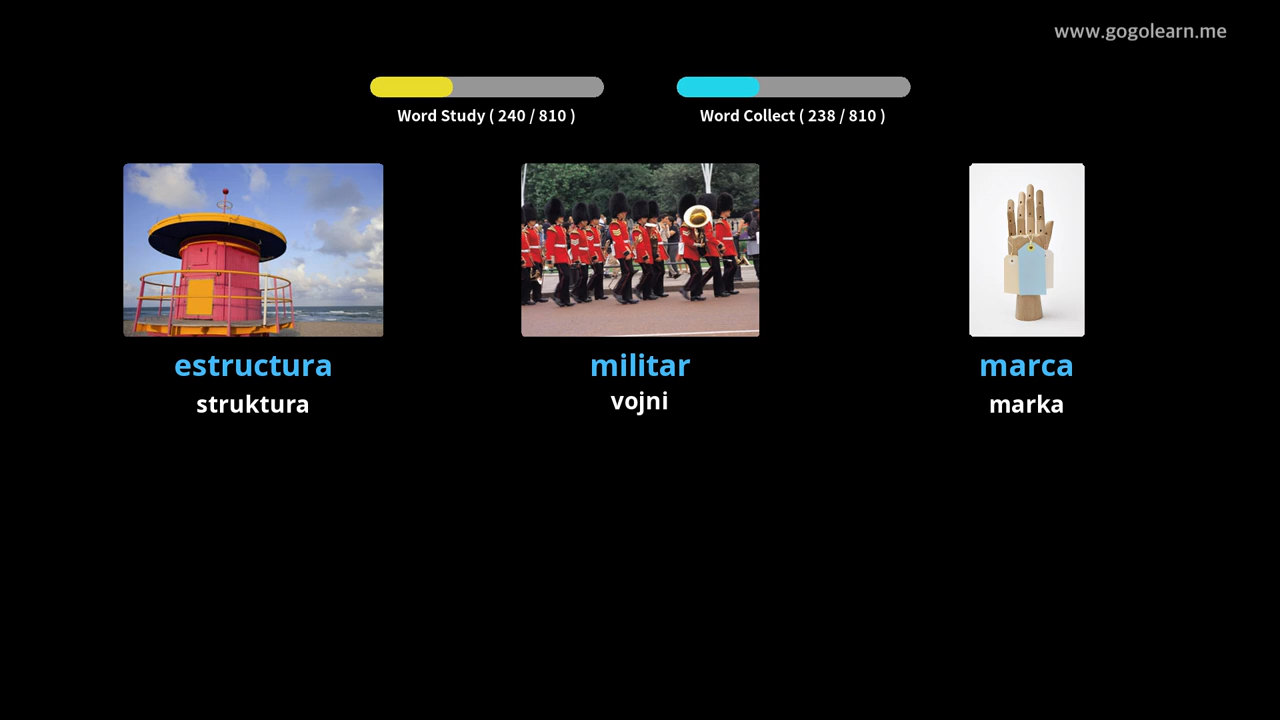 www.gogolearn.me
Word Study ( 240 / 810 )
Word Collect ( 238 / 810 )
estructura
struktura
militar
vojni
marca
marka